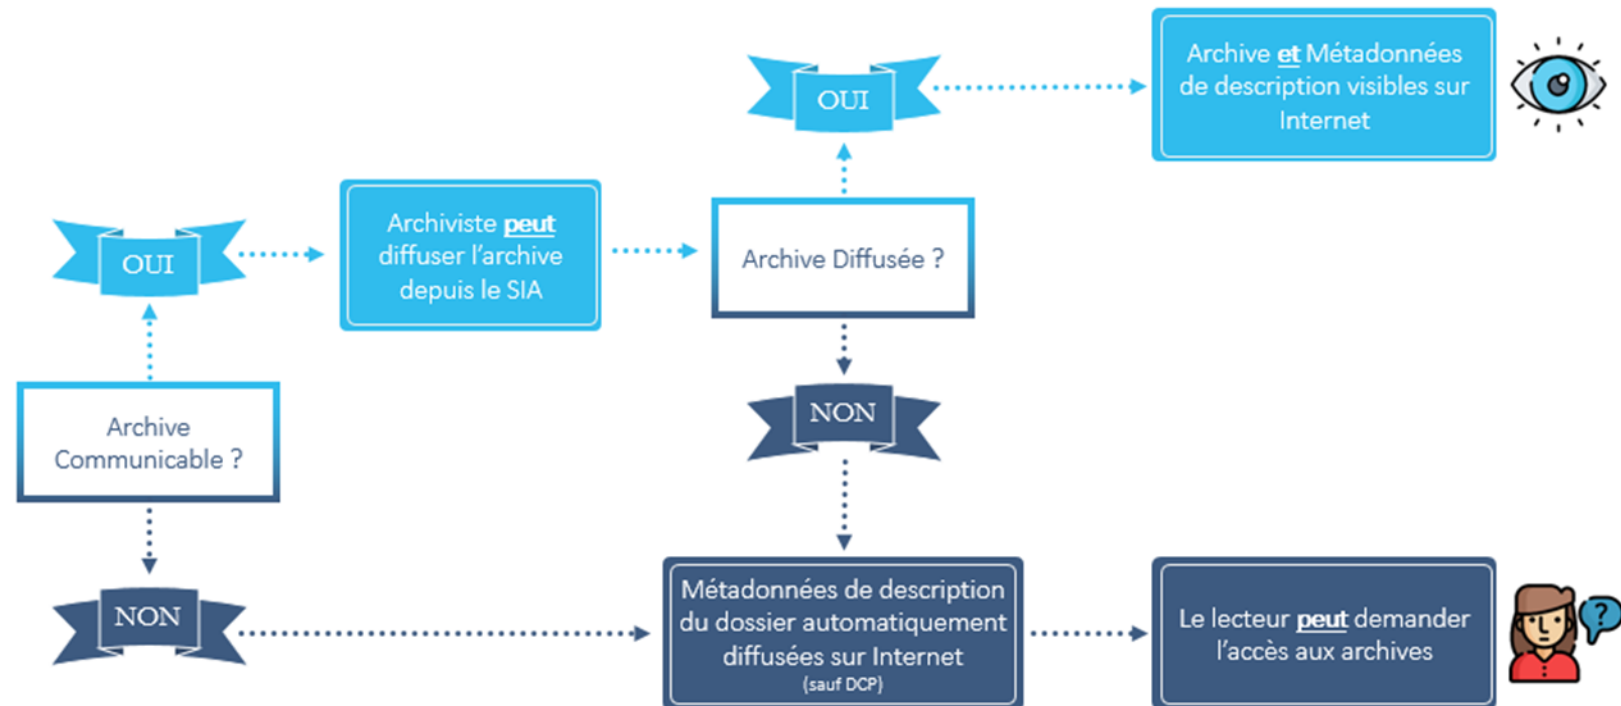 OUI
Archive et Métadonnées
de description visibles sur
Internet
OUI
Archiviste peut
diffuser l'archive
depuis le SIA
Archive Diffusée ?
Archive
Communicable ?
NON
NON
Métadonnées de description
du dossier automatiquement
diffusées sur Internet
(sauf DCP)
Le lecteur peut demander
l'accès aux archives
?